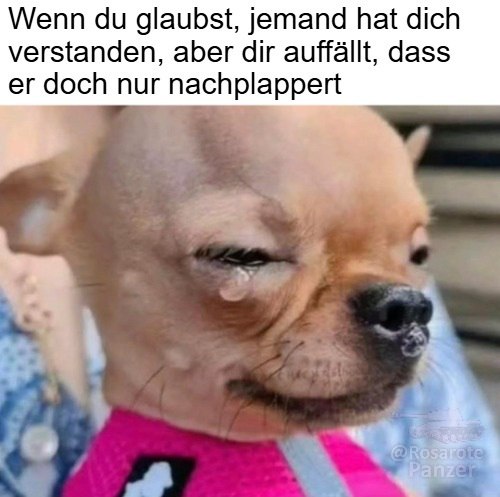 Wenn du glaubst, jemand hat dich
verstanden, aber dir auffällt, dass
er doch nur nachplappert
@Rosarote
Panzer